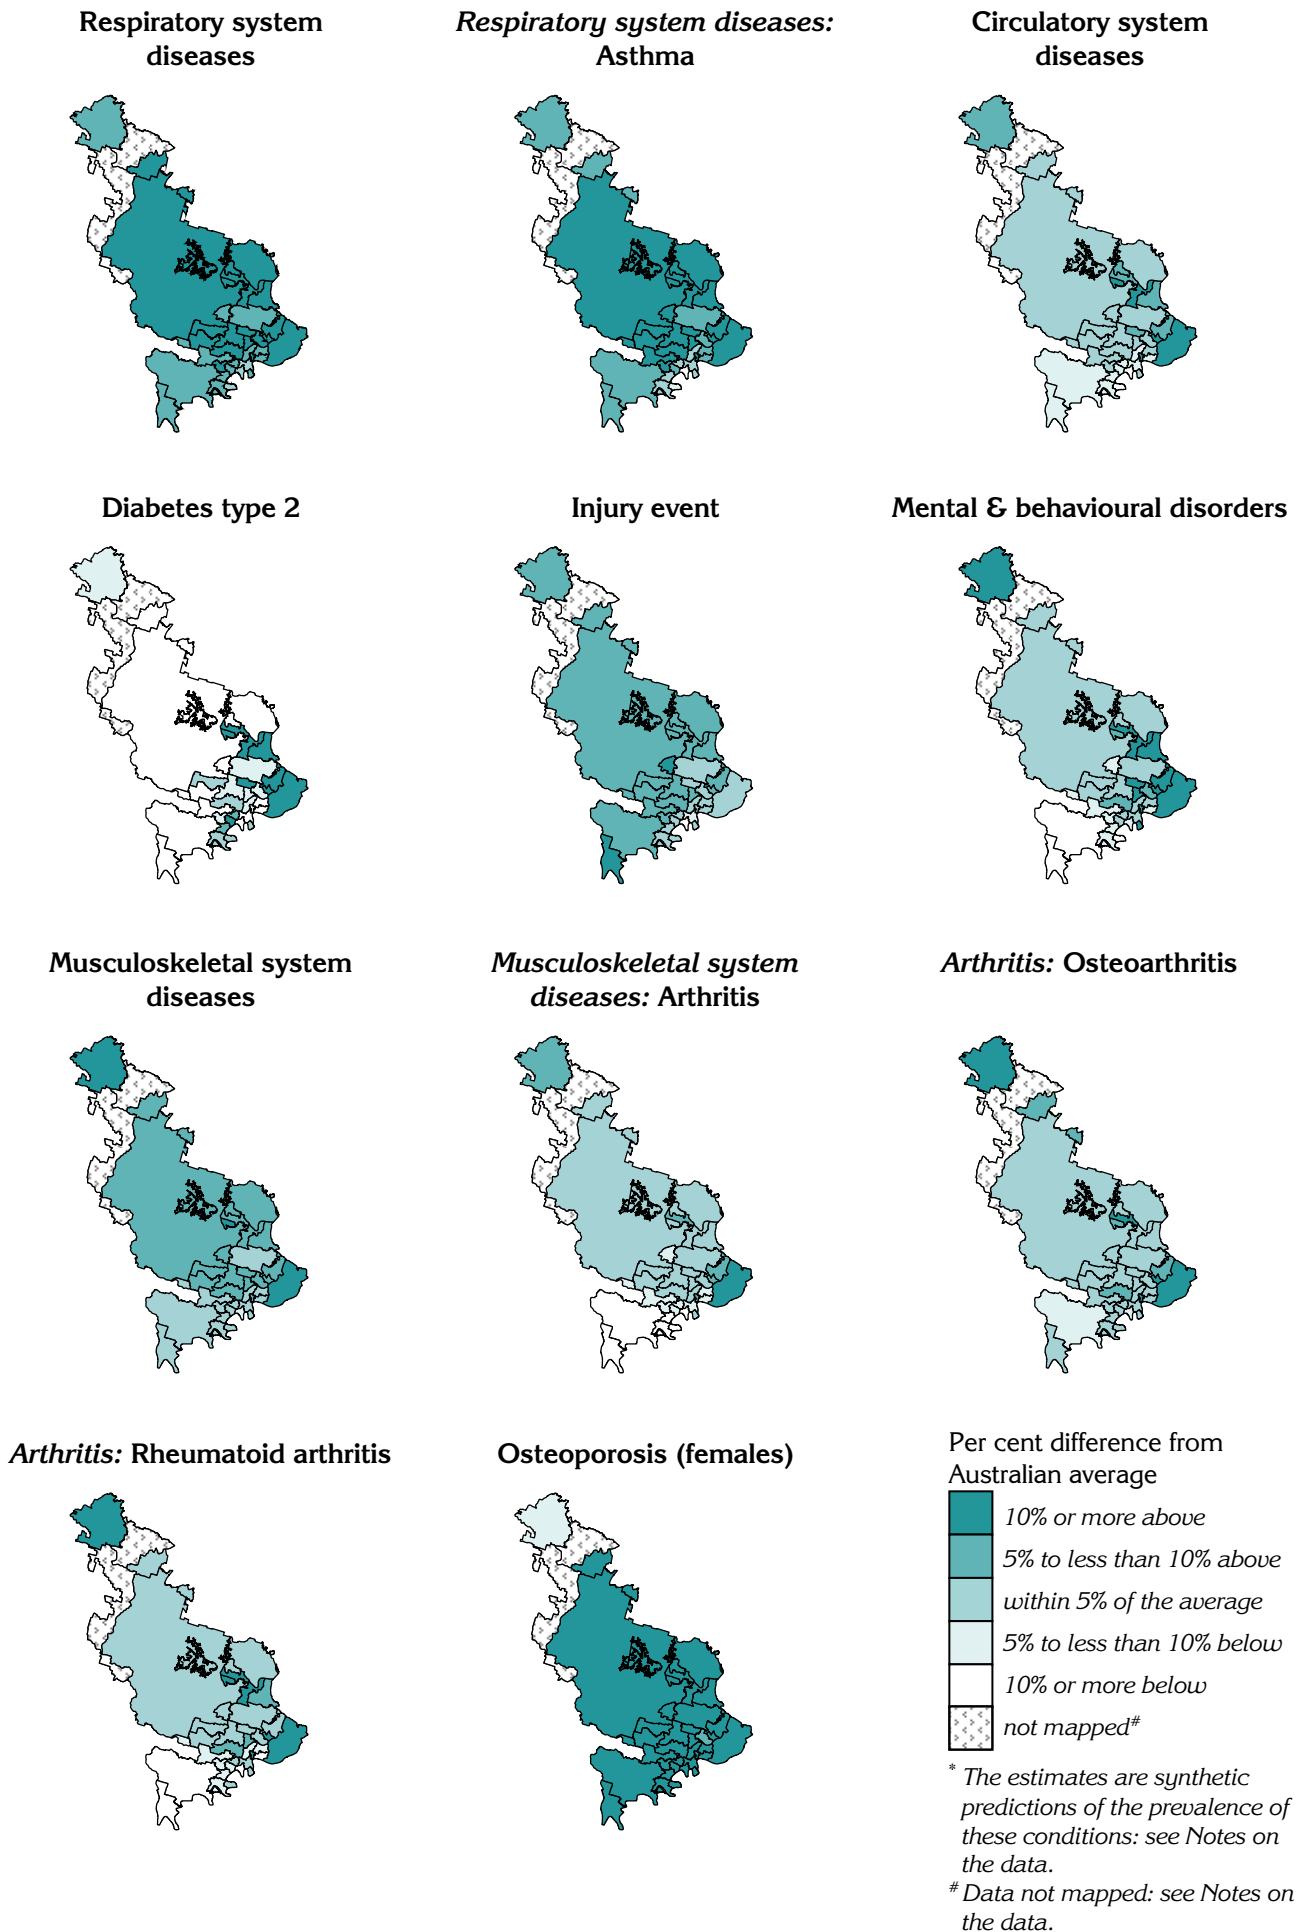 Respiratory system
diseases
Respiratory system diseases:
Asthma
Circulatory system
diseases
Diabetes type 2
Injury event
Mental & behavioural disorders
Musculoskeletal system
diseases
Musculoskeletal system
diseases: Arthritis
Arthritis: Osteoarthritis
Arthritis: Rheumatoid arthritis
Osteoporosis (females)
Per cent difference from
Australian average
10% or more above
5% to less than 10% above
within 5% of the average
5% to less than 10% below
10% or more below
not mapped#
* The estimates are synthetic
predictions of the prevalence of
these conditions: see Notes on
the data.
# Data not mapped: see Notes on
the data.